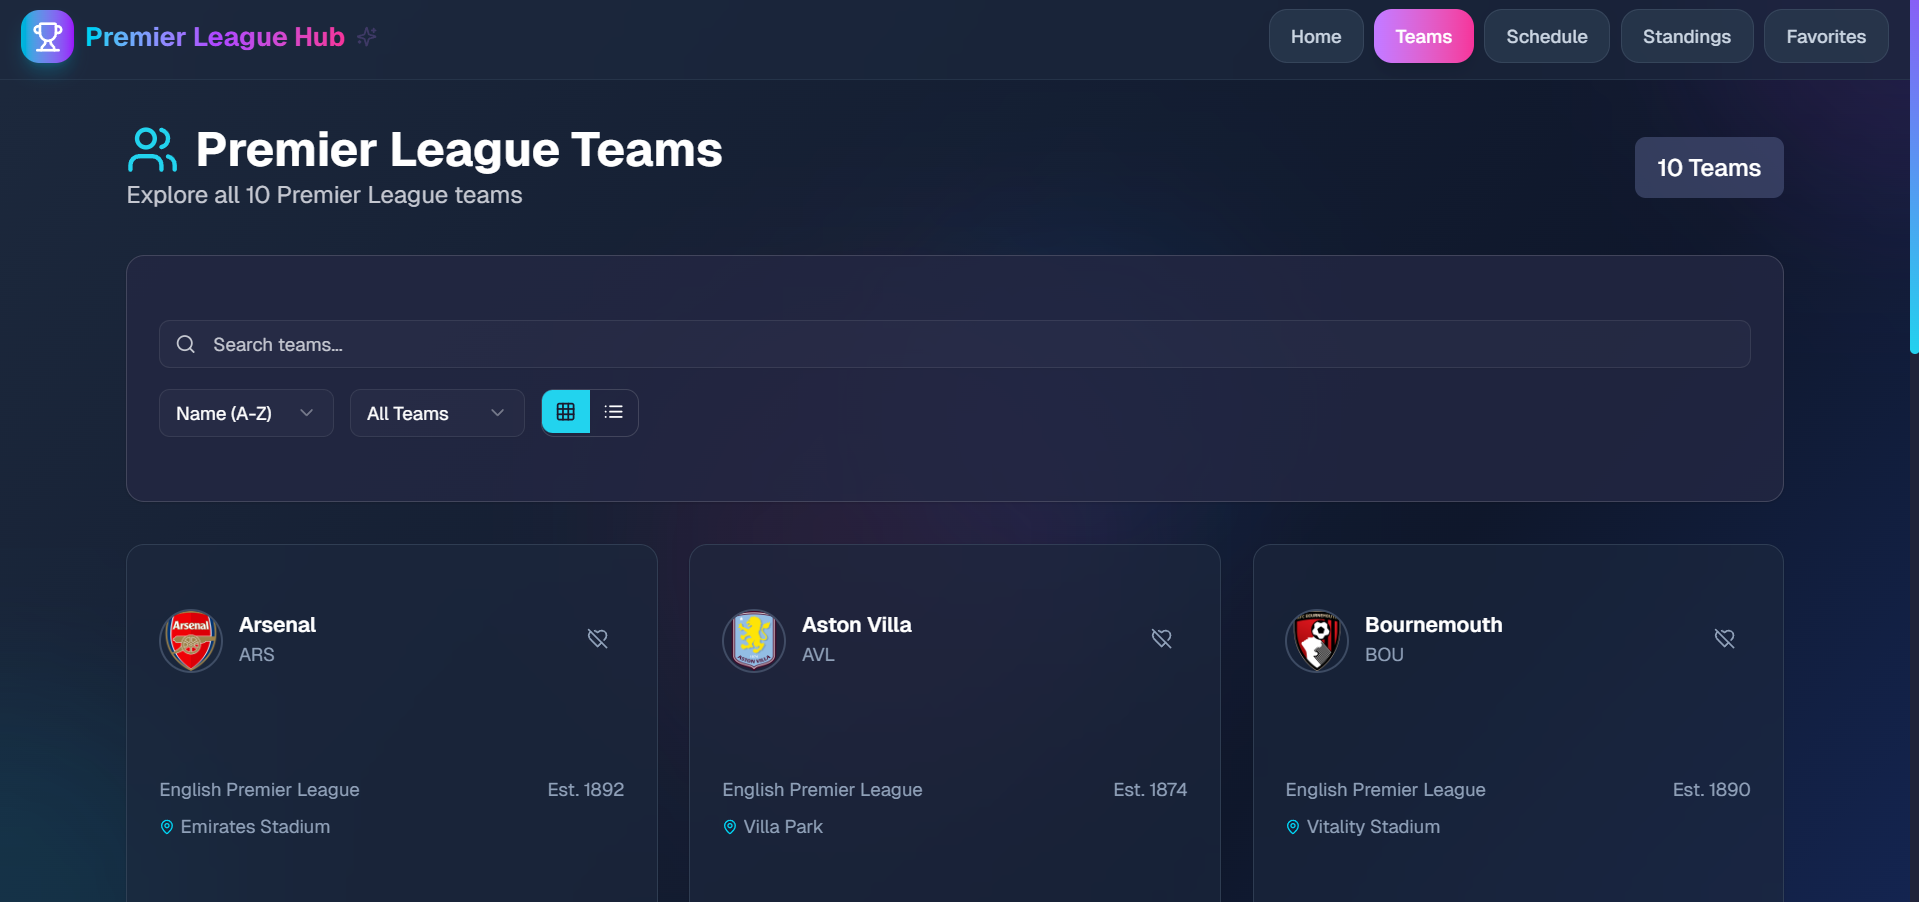 Premier League Hub
Home
Teams
Schedule
Standings
Favorites
Premier League Teams
Explore all 10 Premier League teams
10 Teams
Search teams...
Name (A-Z)
All Teams
Arsenal
Arsenal
ARS
English Premier League
Est. 1892
Emirates Stadium
ASTON VILLA
Aston Villa
AVL
English Premier League
Est. 1874
Villa Park
Bournemouth
BOU
English Premier League
Est. 1890
Vitality Stadium